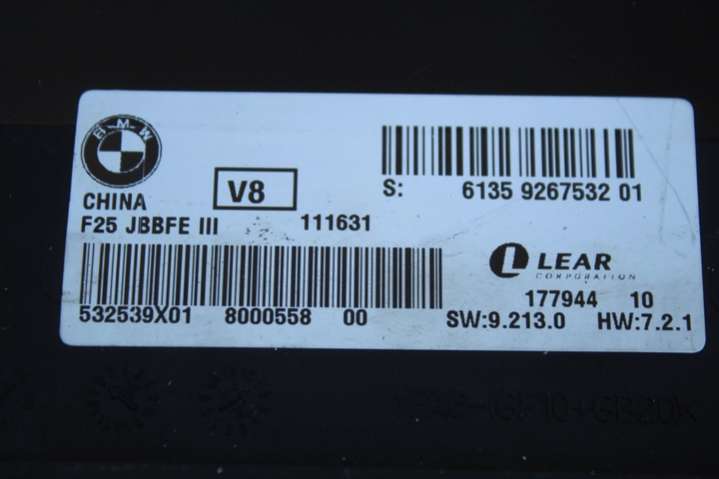 BMW
CHINA
V8
F25 JBBFE III 111631
S: 6135 9267532 01
LEAR
CORPORATION
177944 10
532539X01 8000558 00
SW:9.213.0 HW:7.2.1